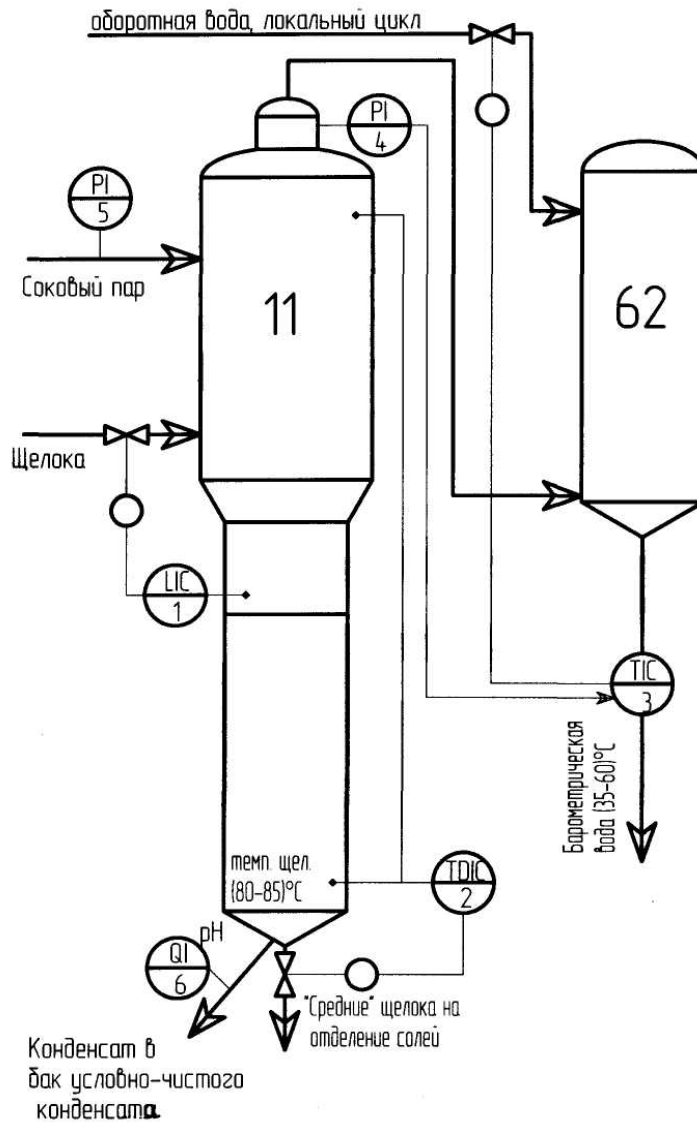 оборотная вода, локальный цикл
PI
4
PI
5
Соковый пар
11
62
Щелока
LIC
1
TIC
3
Барометрическая
вода (35-60)°C
темп. щел.
(80-85)°C
TDIC
2
pH
QI
6
"Средние" щелока на
отделение солей
Конденсат в
бак условно-чистого
конденсата